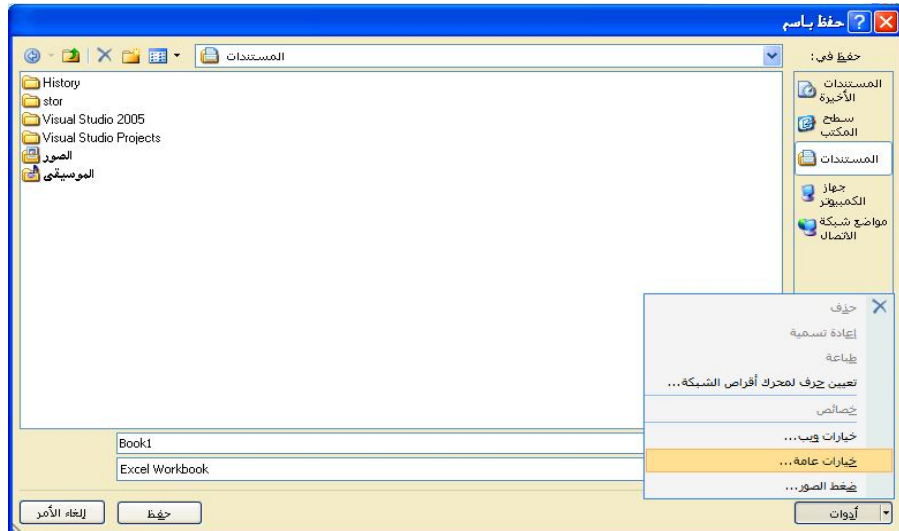 حفظ باسم
حفظ في:
المستندات
المستندات الأخيرة
سطح المكتب
المستندات
جهاز الكمبيوتر
مواضع شبكة الاتصال
History
stor
Visual Studio 2005
Visual Studio Projects
الصور
الموسيقى
حذف
إعادة تسمية
طباعة
تعيين حرف لمحرك أقراص الشبكة...
خصائص
خيارات ويب...
خيارات عامة...
ضغط الصور...
Book1
Excel Workbook
أدوات
حفظ
إلغاء الأمر